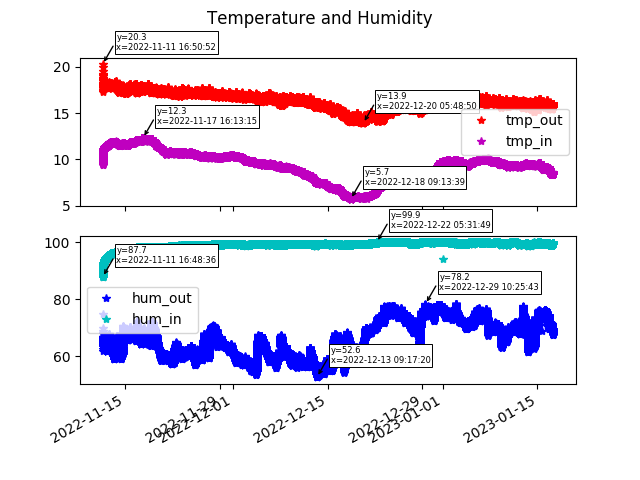 Temperature and Humidity
y=20.3
x=2022-11-11 16:50:52
20
15
10
5
y=13.9
x=2022-12-20 05:48:50
y=12.3
x=2022-11-17 16:13:15
tmp_out
tmp_in
y=5.7
x=2022-12-18 09:13:39
y=99.9
x=2022-12-22 05:31:49
100
80
60
y=87.7
x=2022-11-11 16:48:36
y=78.2
x=2022-12-29 10:25:43
hum_out
hum_in
y=52.6
x=2022-12-13 09:17:20
2022-11-15
2022-11-29
2022-12-01
2022-12-15
2022-12-29
2023-01-01
2023-01-15